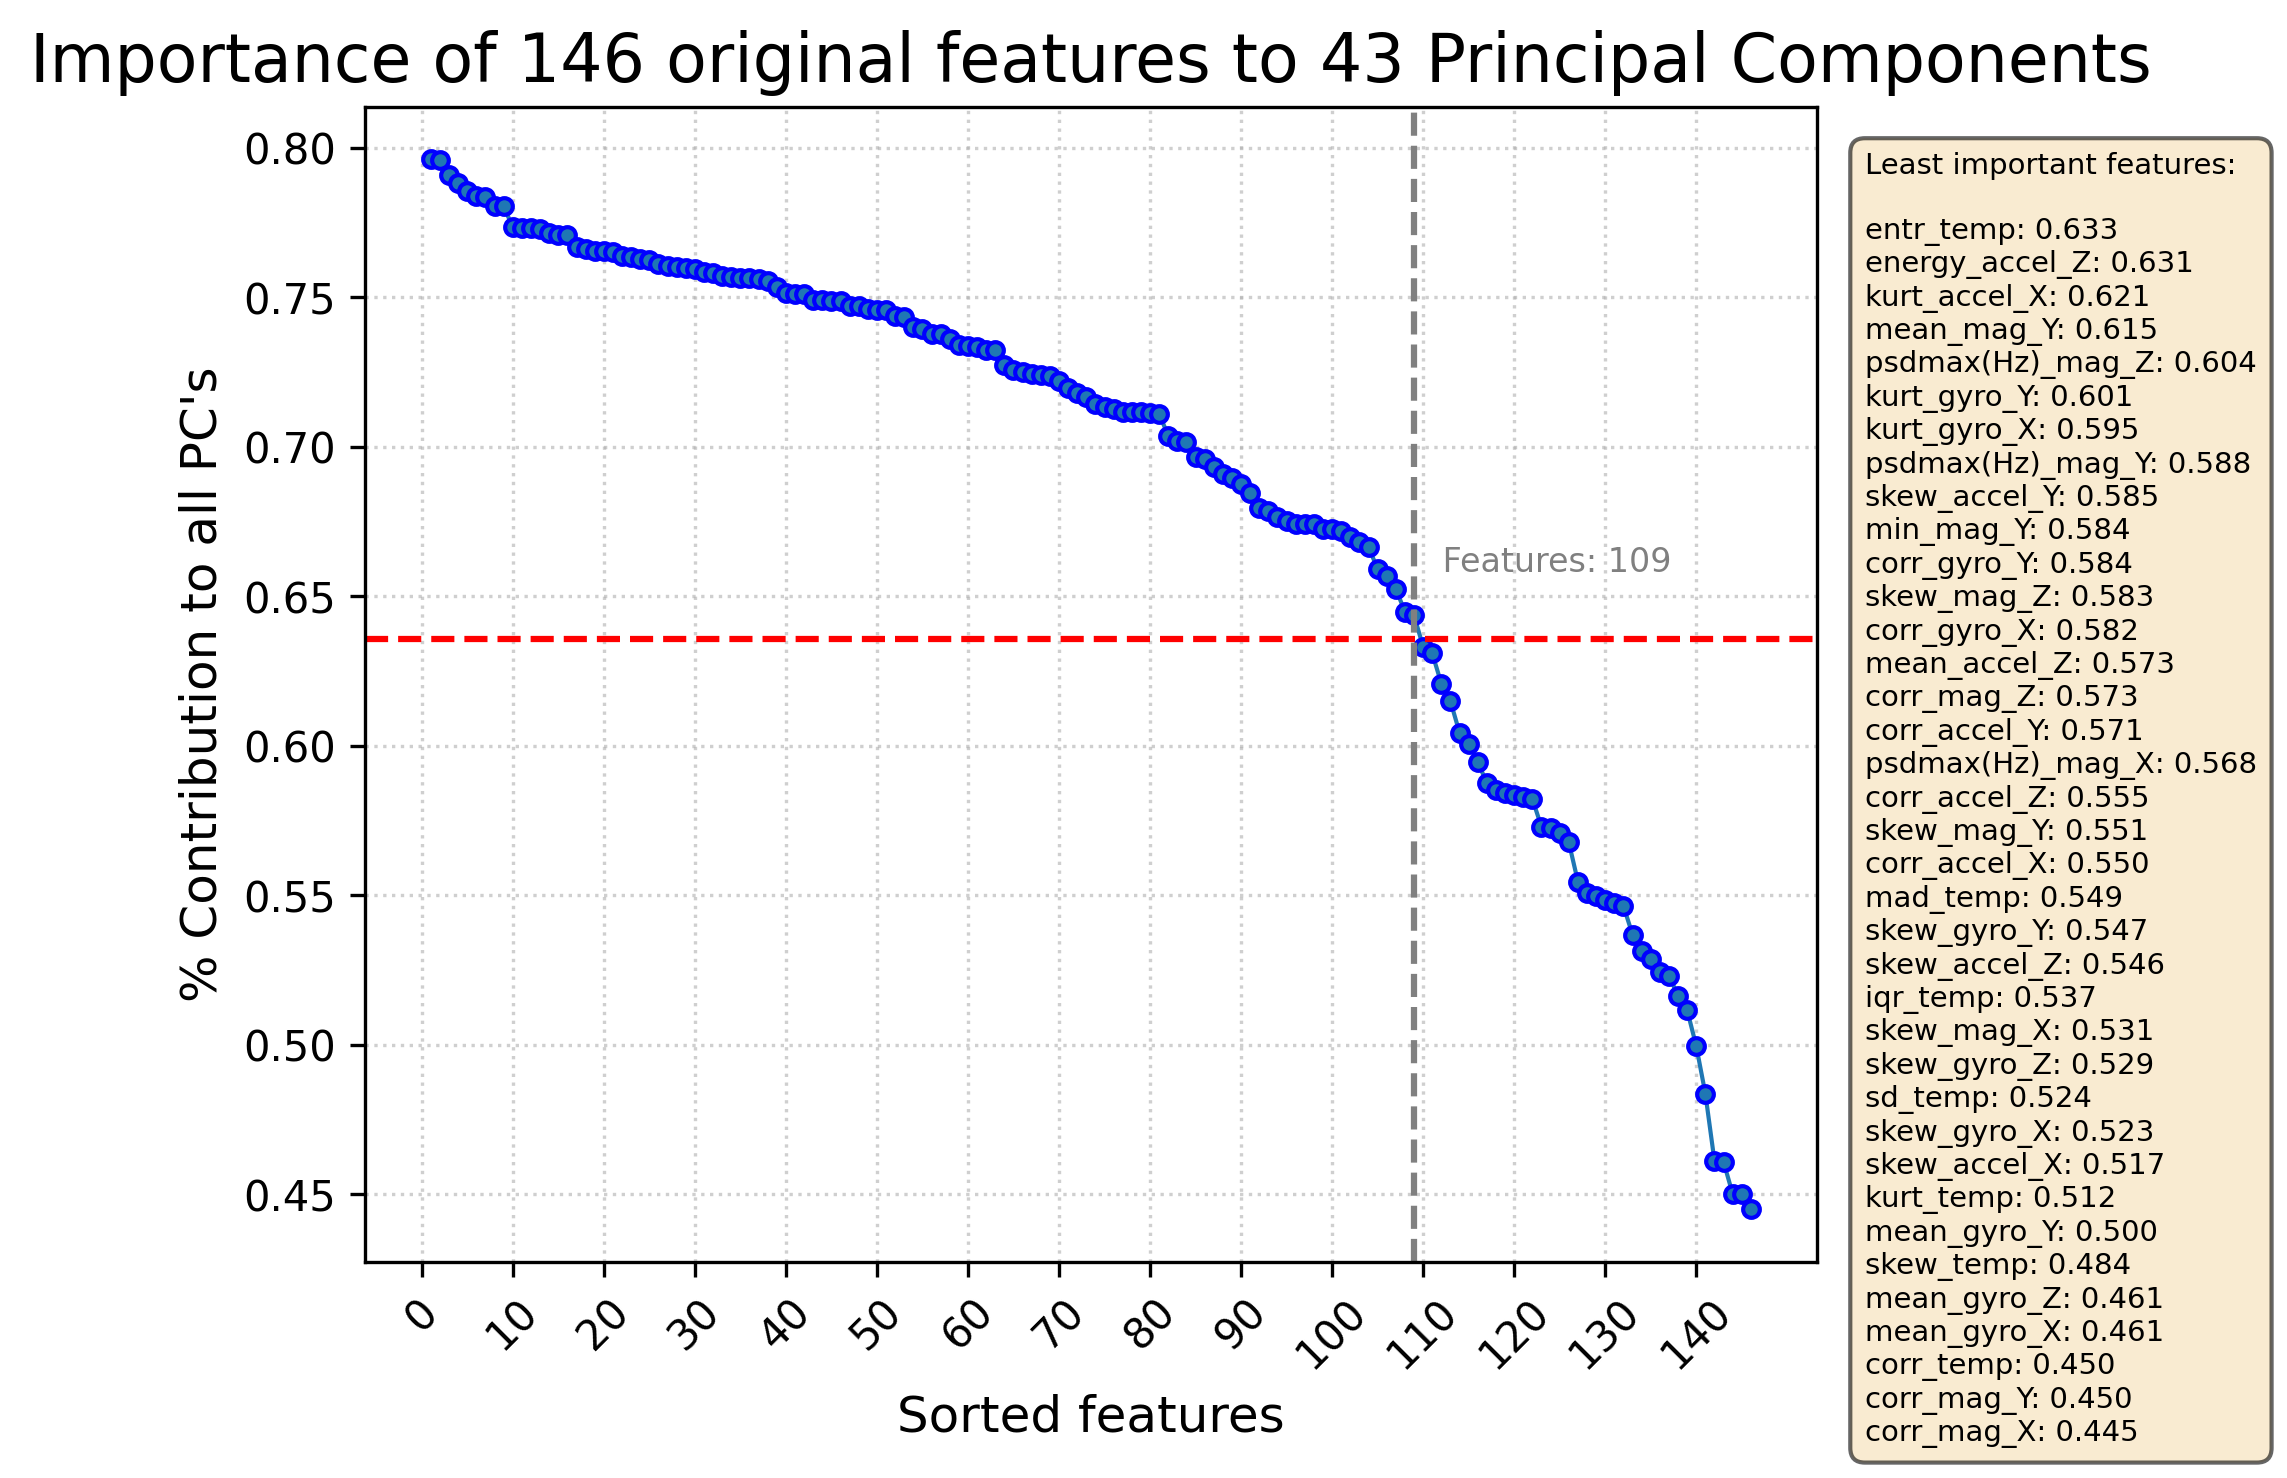 Importance of 146 original features to 43 Principal Components
% Contribution to all PC's
0.80
0.75
0.70
0.65
0.60
0.55
0.50
0.45
Features: 109
0
10
20
30
40
50
60
70
80
90
100
110
120
130
140
Sorted features
Least important features:
entr_temp: 0.633
energy_accel_Z: 0.631
kurt_accel_X: 0.621
mean_mag_Y: 0.615
psdmax(Hz)_mag_Z: 0.604
kurt_gyro_Y: 0.601
kurt_gyro_X: 0.595
psdmax(Hz)_mag_Y: 0.588
skew_accel_Y: 0.585
min_mag_Y: 0.584
corr_gyro_Y: 0.584
skew_mag_Z: 0.583
corr_gyro_X: 0.582
mean_accel_Z: 0.573
corr_mag_Z: 0.573
corr_accel_Y: 0.571
psdmax(Hz)_mag_X: 0.568
corr_accel_Z: 0.555
skew_mag_Y: 0.551
corr_accel_X: 0.550
mad_temp: 0.549
skew_gyro_Y: 0.547
skew_accel_Z: 0.546
iqr_temp: 0.537
skew_mag_X: 0.531
skew_gyro_Z: 0.529
sd_temp: 0.524
skew_gyro_X: 0.523
skew_accel_X: 0.517
kurt_temp: 0.512
mean_gyro_Y: 0.500
skew_temp: 0.484
mean_gyro_Z: 0.461
mean_gyro_X: 0.461
corr_temp: 0.450
corr_mag_Y: 0.450
corr_mag_X: 0.445